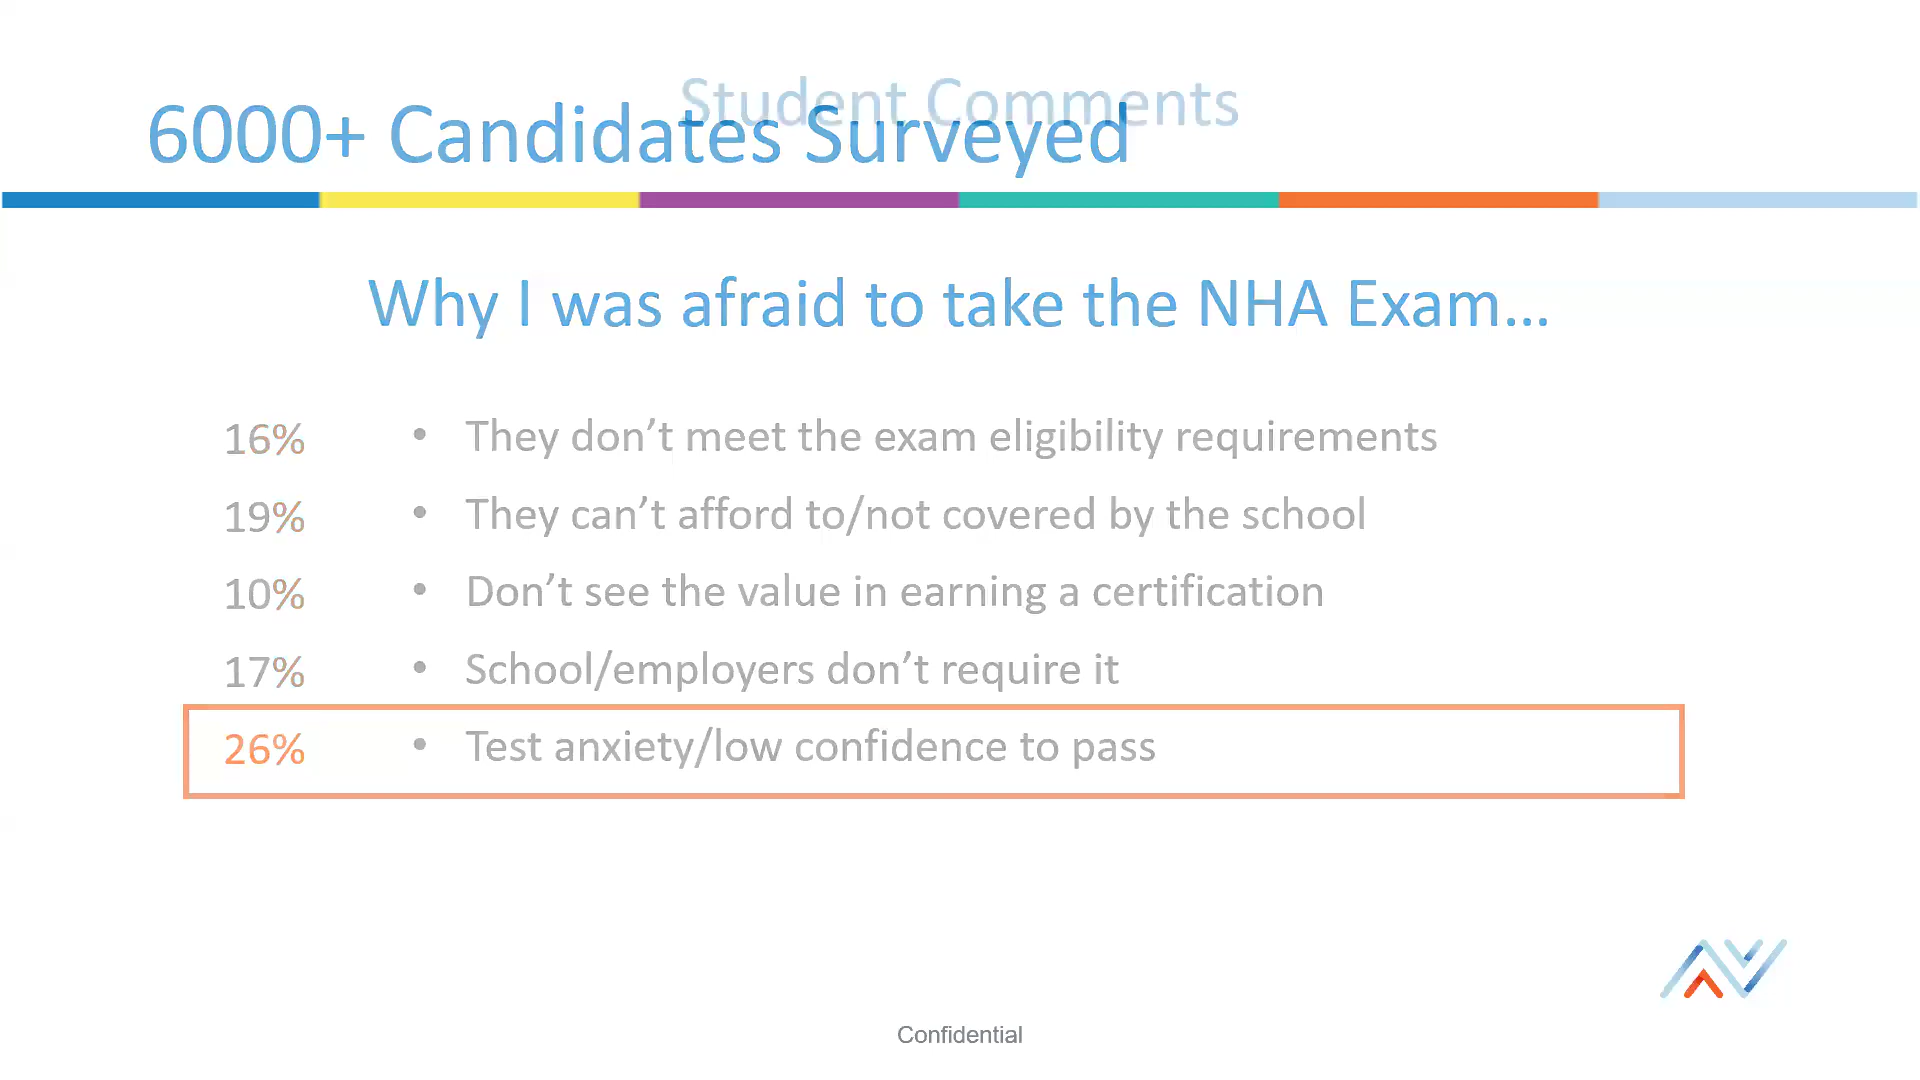 Student Comments
6000+ Candidates Surveyed
Why I was afraid to take the NHA Exam...
16% • They don’t meet the exam eligibility requirements
19% • They can’t afford to/not covered by the school
10% • Don’t see the value in earning a certification
17% • School/employers don’t require it
26% • Test anxiety/low confidence to pass
Confidential